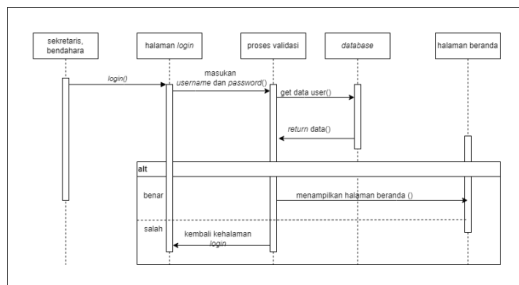 sekretaris,
bendahara
halaman login
proses validasi
database
halaman beranda
login()
masukan
username dan password()
get data user()
return data()
alt
benar
menampilkan halaman beranda ()
salah
kembali kehalaman
login